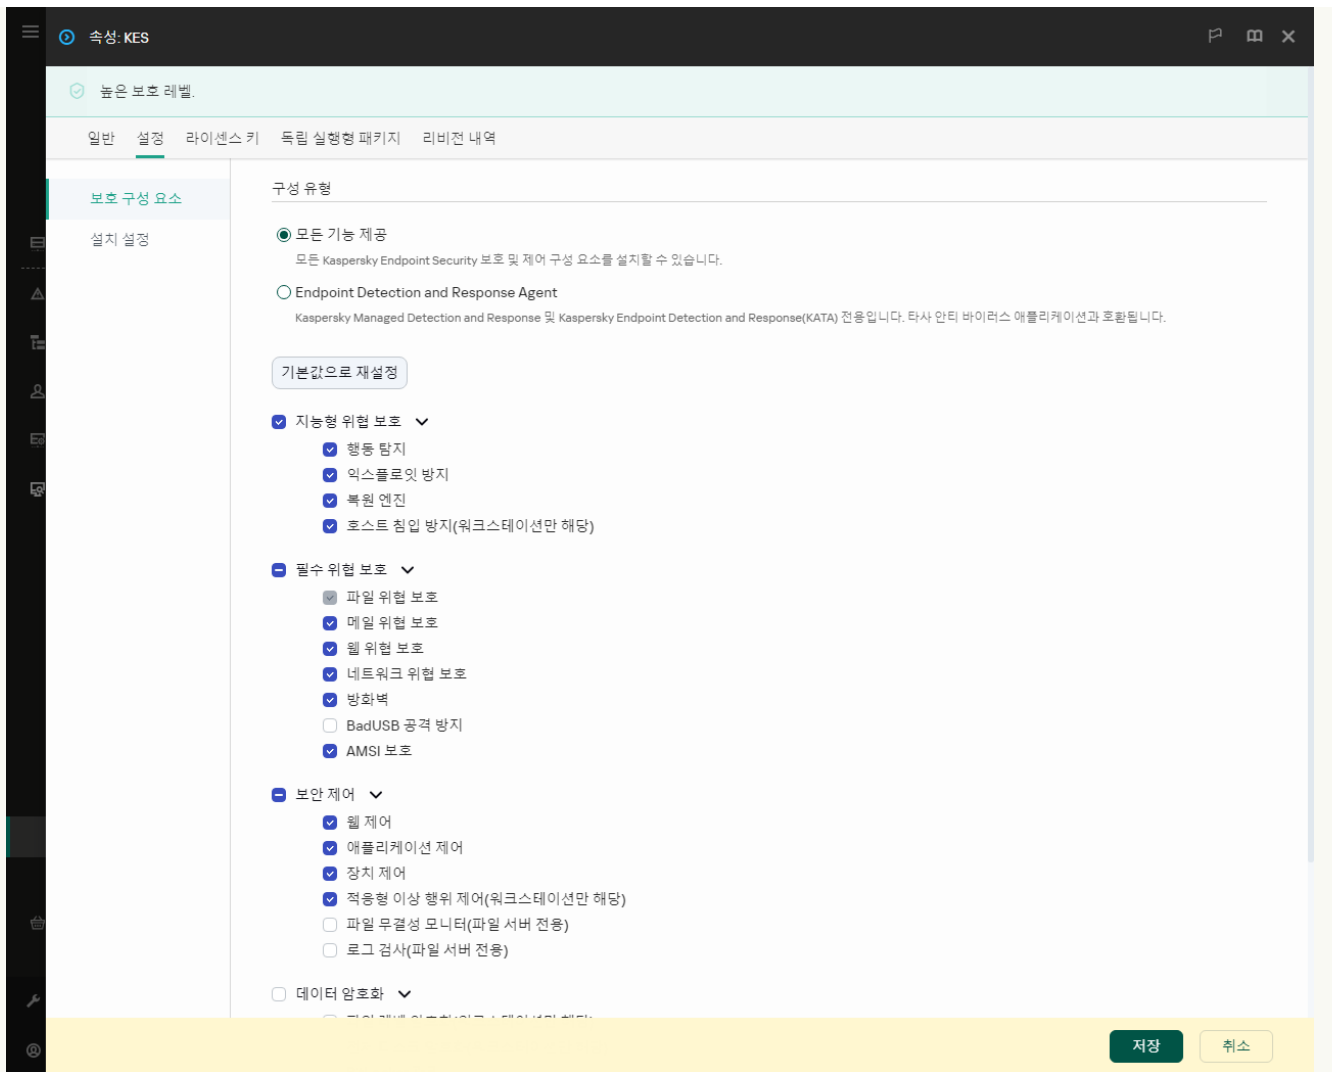 속성: KES
높은 보호 레벨.
일반 설정 라이센스 키 독립 실행형 패키지 리비전 내역
보호 구성 요소
설치 설정
구성 유형
모든 기능 제공
모든 Kaspersky Endpoint Security 보호 및 제어 구성 요소를 설치할 수 있습니다.
Endpoint Detection and Response Agent
Kaspersky Managed Detection and Response 및 Kaspersky Endpoint Detection and Response(KATA) 전용입니다. 타사 안티 바이러스 애플리케이션과 호환됩니다.
기본값으로 재설정
지능형 위협 보호
행동 탐지
익스플로잇 방지
복원 엔진
호스트 침입 방지(워크스테이션만 해당)
필수 위협 보호
파일 위협 보호
메일 위협 보호
웹 위협 보호
네트워크 위협 보호
방화벽
BadUSB 공격 방지
AMSI 보호
보안 제어
웹 제어
애플리케이션 제어
장치 제어
적응형 이상 행위 제어(워크스테이션만 해당)
파일 무결성 모니터(파일 서버 전용)
로그 검사(파일 서버 전용)
데이터 암호화
저장 취소